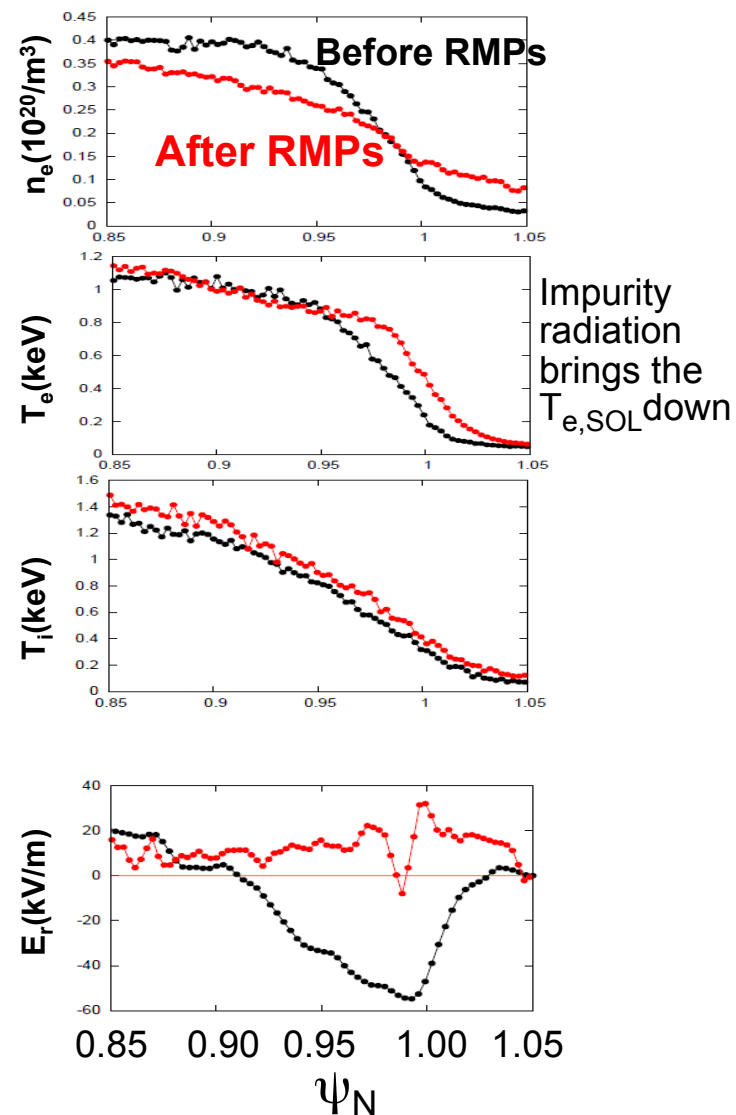 0.45
0.4
0.35
0.3
0.25
0.2
0.15
0.1
0.05
0
n_e(10^20/m^3)
Before RMPs
After RMPs
0.85 0.9 0.95 1 1.05
1.2
1
0.8
0.6
0.4
0.2
0
T_e(keV)
Impurity
radiation
brings the
T_e,SOL down
0.85 0.9 0.95 1 1.05
1.6
1.4
1.2
1
0.8
0.6
0.4
0.2
0
T_i(keV)
0.85 0.9 0.95 1 1.05
40
20
0
-20
-40
-60
E_r(kV/m)
0.85 0.90 0.95 1.00 1.05
ψ_N